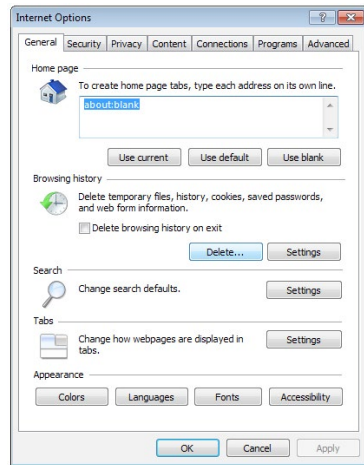 Internet Options
General Security Privacy Content Connections Programs Advanced
Home page
To create home page tabs, type each address on its own line.
about:blank
Use current Use default Use blank
Browsing history
Delete temporary files, history, cookies, saved passwords,
and web form information.
Delete browsing history on exit
Delete... Settings
Search
Change search defaults. Settings
Tabs
Change how webpages are displayed in
tabs.
Settings
Appearance
Colors Languages Fonts Accessibility
OK Cancel Apply